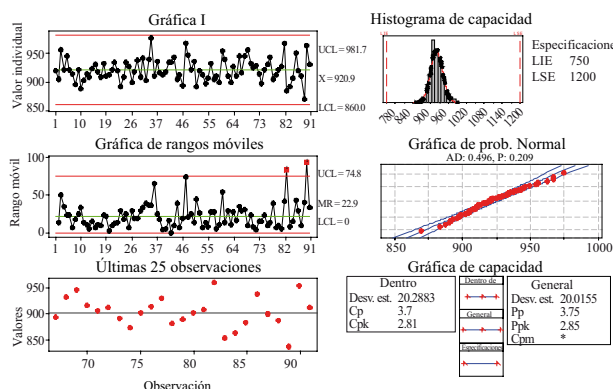 Gráfica I
Valor individual
950
900
850
UCL=981.7
X=920.9
LCL=860.0
1 10 19 28 37 46 55 64 73 82 91
Histograma de capacidad
Especificaciones
LIE 750
LSE 1200
780 840 900 960 1020 1080 1140 1200
Gráfica de rangos móviles
Rango móvil
100
50
0
UCL=74.8
MR=22.9
LCL=0
1 10 19 28 37 46 55 64 73 82 91
Gráfica de prob. Normal
AD: 0.496, P: 0.209
850 900 950 1000
Últimas 25 observaciones
Valores
950
900
850
70 75 80 85 90
Observación
Gráfica de capacidad
Dentro
Desv. est. 20.2883
Cp 3.7
Cpk 2.81
Dentro de
General
Especificaciones
General
Desv. est. 20.0155
Pp 3.75
Ppk 2.85
Cpm *